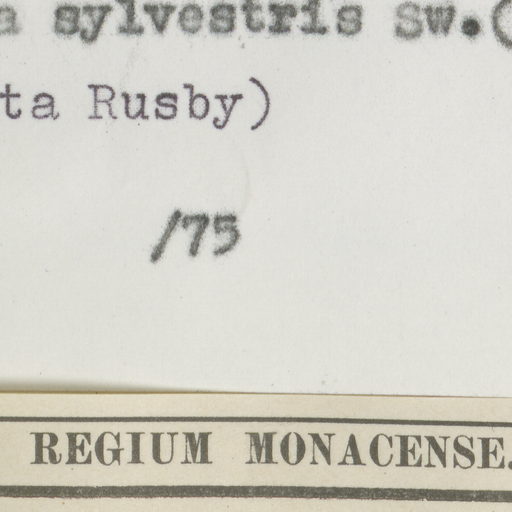 a sylvestris Sw.(
ta Rusby)
/75
REGIUM MONACENSE.